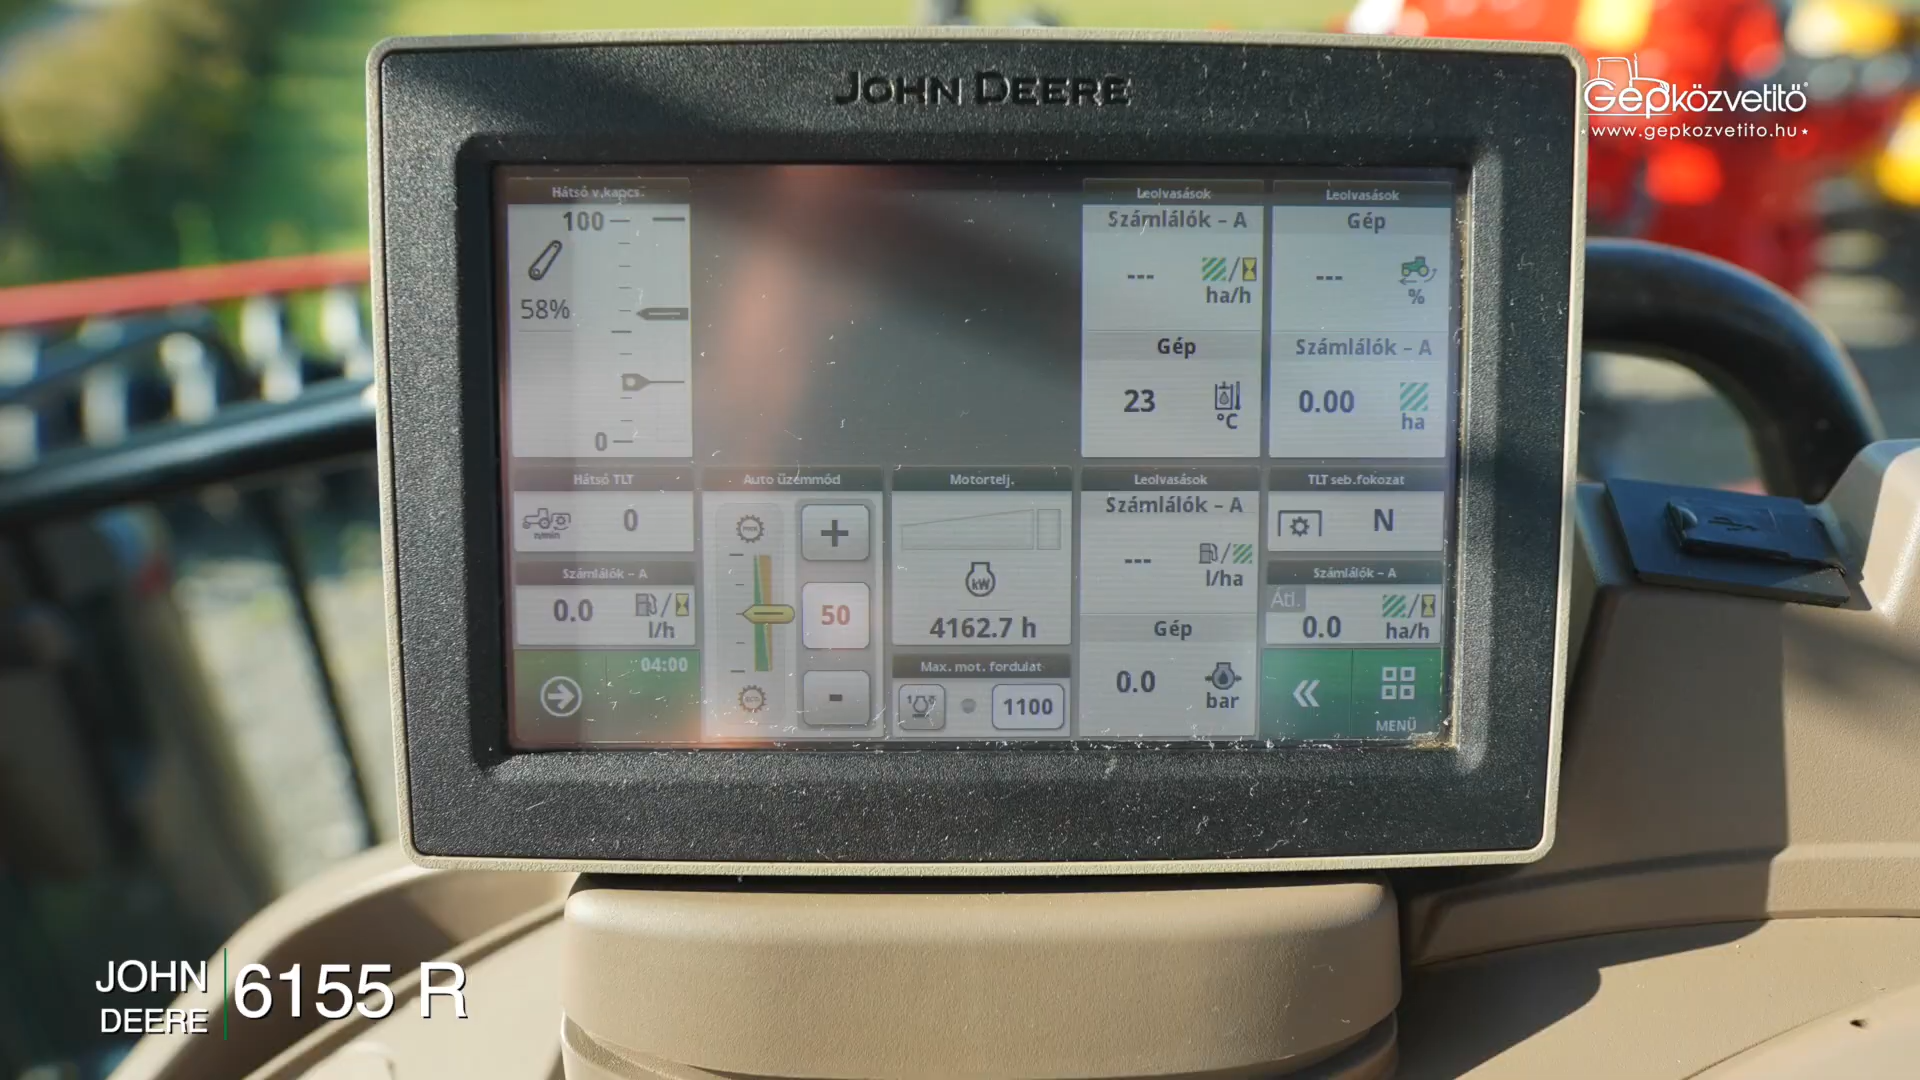 JOHN DEERE
Gépközvetítő
www.gepkozvetito.hu
Hátsó v.kapcs.
100
58%
0
Leolvasások
Számlálók – A
---
ha/h
Gép
23
°C
Leolvasások
Gép
---
%
Számlálók – A
0.00
ha
Hátsó TLT
n/min
0
Számlálók – A
0.0
l/h
04:00
Auto üzemmód
+
50
-
Motortelj.
kW
4162.7 h
Max. mot. fordulat
1100
Leolvasások
Számlálók – A
---
l/ha
Gép
0.0
bar
TLT seb.fokozat
N
Számlálók – A
Átl.
0.0
ha/h
MENÜ
JOHN
DEERE
6155 R